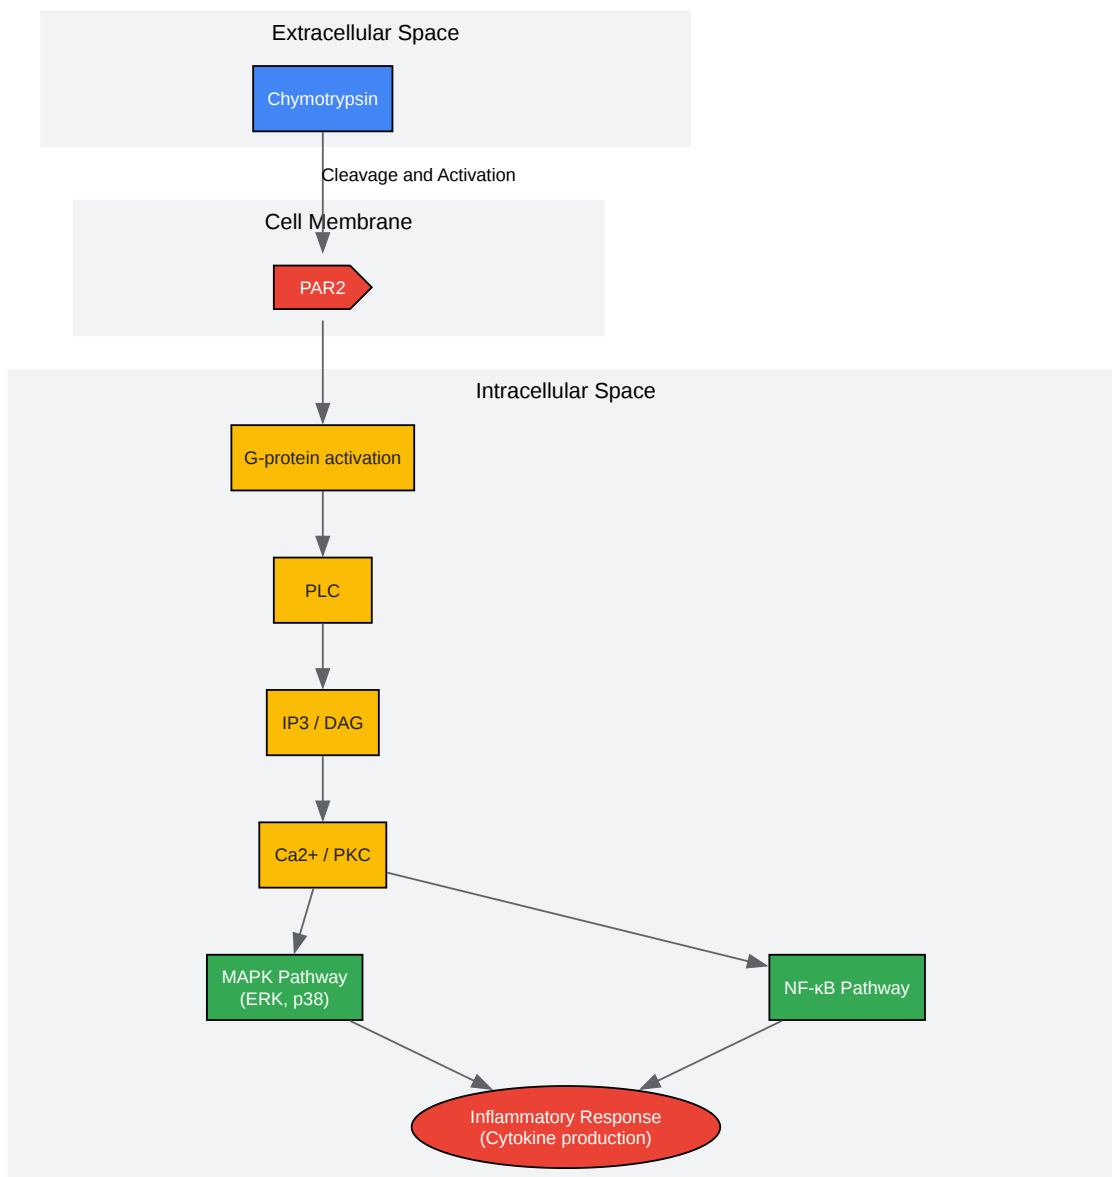 Extracellular Space
Chymotrypsin
Cleavage and Activation
Cell Membrane
PAR2
Intracellular Space
G-protein activation
PLC
IP3 / DAG
Ca2+ / PKC
MAPK Pathway
(ERK, p38)
NF-κB Pathway
Inflammatory Response
(Cytokine production)